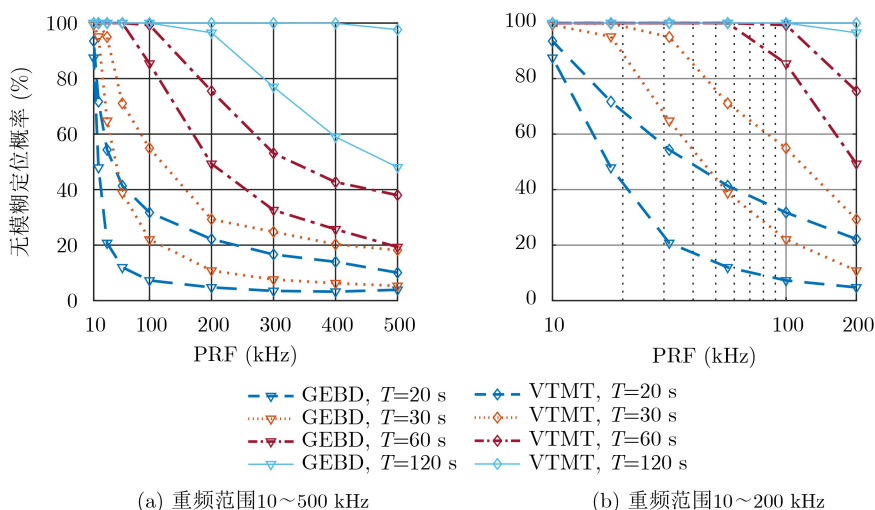 无模糊定位概率 (%)
100
80
60
40
20
0
10 100 200 300 400 500
PRF (kHz)
100
80
60
40
20
0
10 100 200
PRF (kHz)
GEBD, T=20 s
GEBD, T=30 s
GEBD, T=60 s
GEBD, T=120 s
VTMT, T=20 s
VTMT, T=30 s
VTMT, T=60 s
VTMT, T=120 s
(a) 重频范围10~500 kHz
(b) 重频范围10~200 kHz